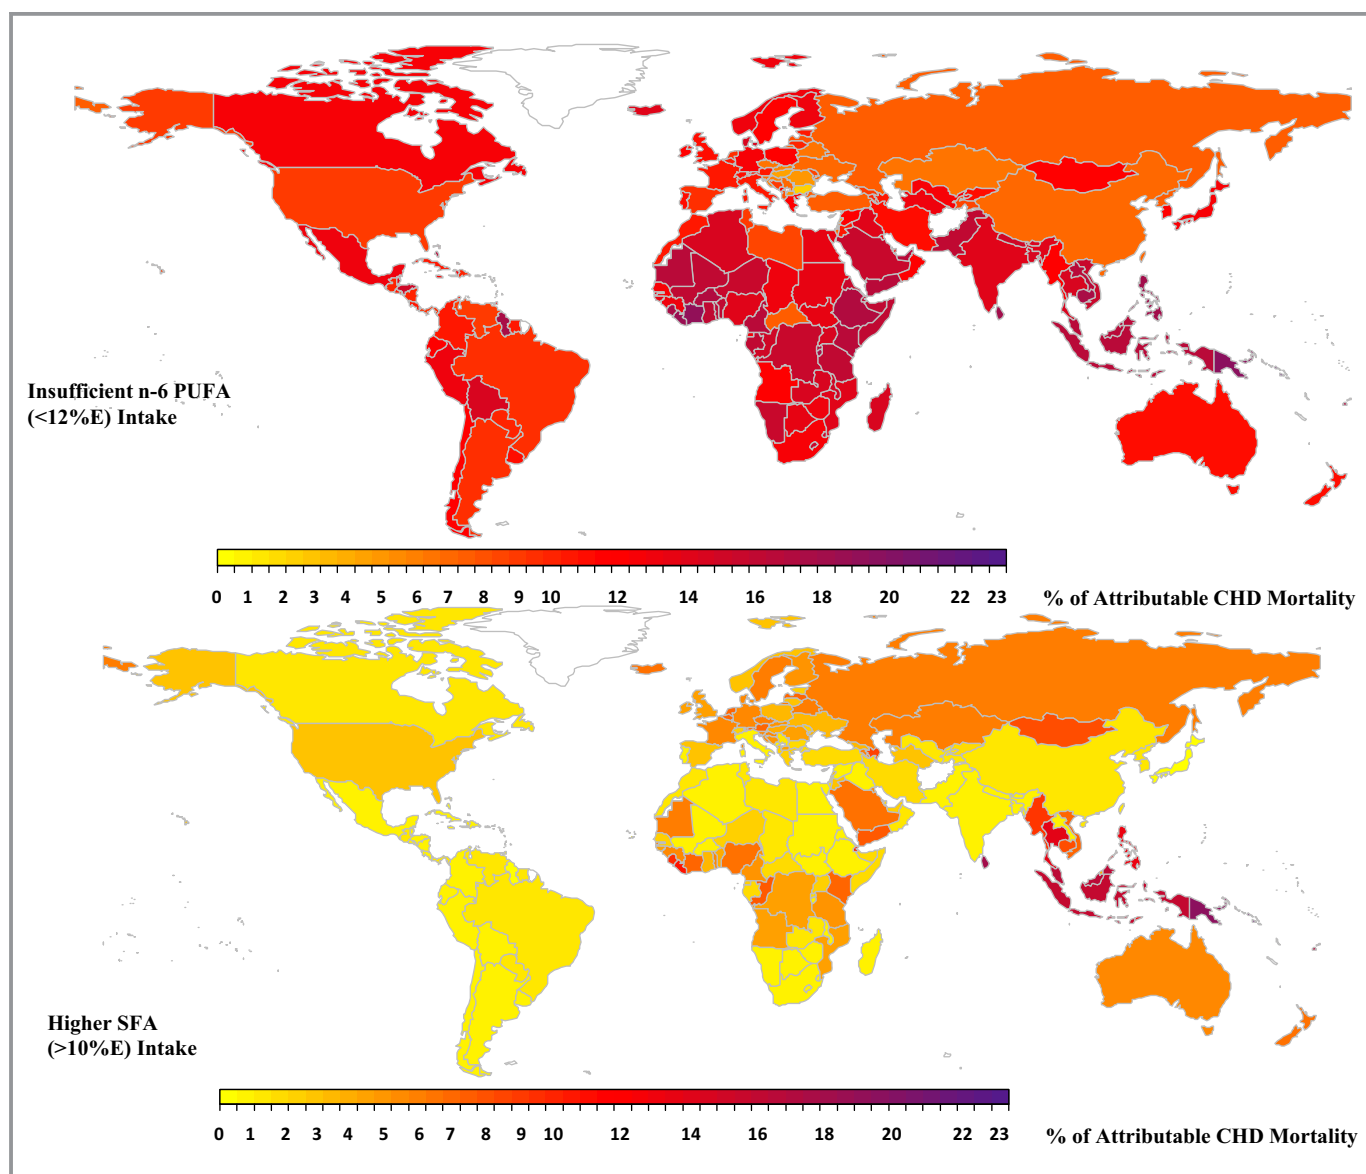 Insufficient n-6 PUFA
(<12%E) Intake
0 1 2 3 4 5 6 7 8 9 10 12 14 16 18 20 22 23
% of Attributable CHD Mortality
Higher SFA
(>10%E) Intake
0 1 2 3 4 5 6 7 8 9 10 12 14 16 18 20 22 23
% of Attributable CHD Mortality